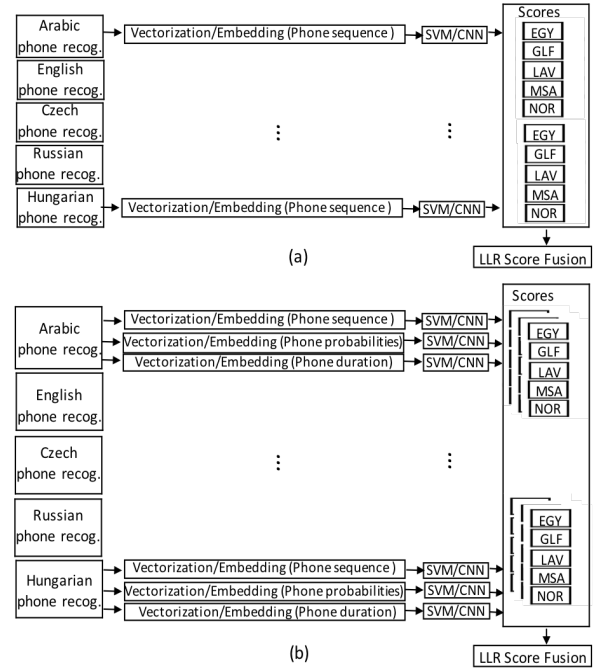 Arabic
phone recog.
Vectorization/Embedding (Phone sequence )
SVM/CNN
Scores
EGY
GLF
LAV
MSA
NOR
English
phone recog.
Czech
phone recog.
Russian
phone recog.
EGY
GLF
LAV
MSA
NOR
Hungarian
phone recog.
Vectorization/Embedding (Phone sequence )
SVM/CNN
(a)
LLR Score Fusion
Scores
Arabic
phone recog.
Vectorization/Embedding (Phone sequence )
SVM/CNN
Vectorization/Embedding (Phone probabilities)
SVM/CNN
Vectorization/Embedding (Phone duration)
SVM/CNN
EGY
GLF
LAV
MSA
NOR
English
phone recog.
Czech
phone recog.
Russian
phone recog.
Hungarian
phone recog.
Vectorization/Embedding (Phone sequence )
SVM/CNN
Vectorization/Embedding (Phone probabilities)
SVM/CNN
Vectorization/Embedding (Phone duration)
SVM/CNN
EGY
GLF
LAV
MSA
NOR
(b)
LLR Score Fusion